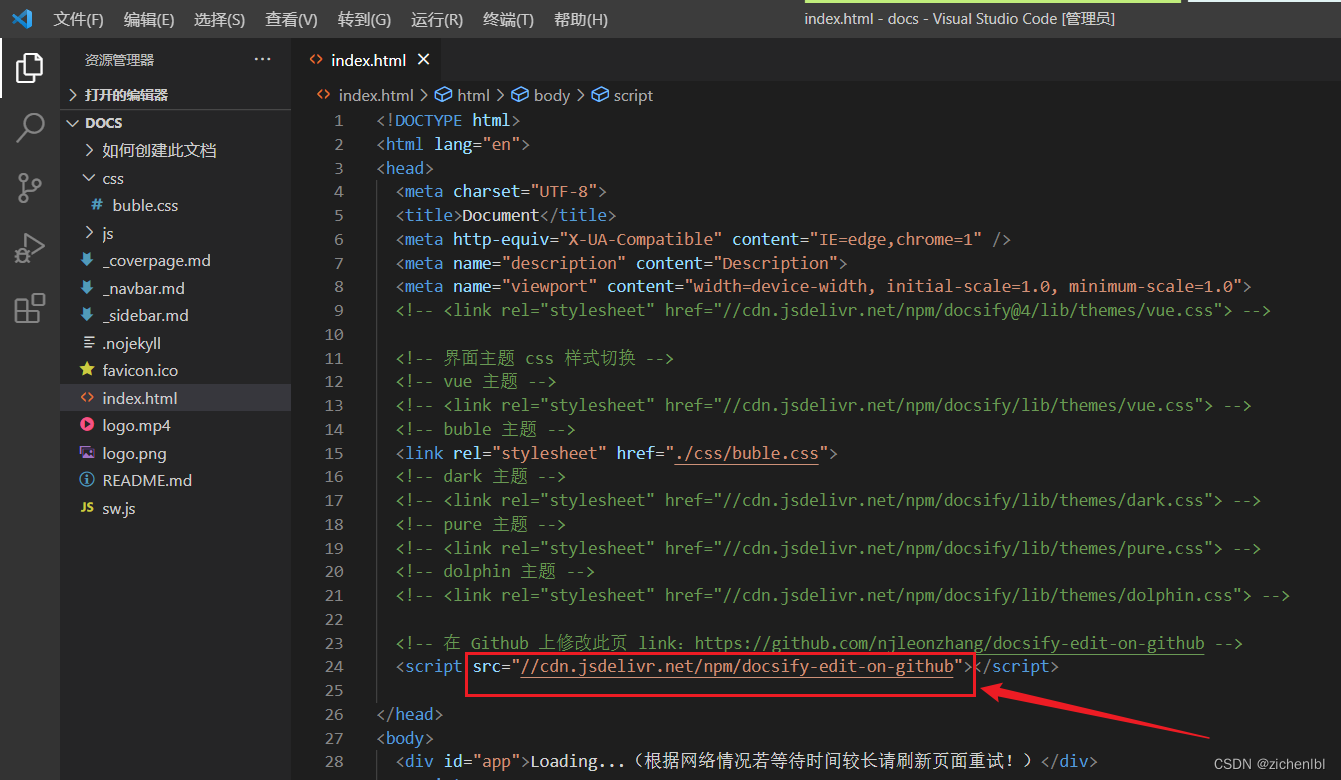 文件(F) 编辑(E) 选择(S) 查看(V) 转到(G) 运行(R) 终端(T) 帮助(H) index.html - docs - Visual Studio Code [管理员]
资源管理器 ···
打开的编辑器
DOCS
如何创建此文档
css
# buble.css
js
_coverpage.md
_navbar.md
_sidebar.md
.nojekyll
favicon.ico
index.html
logo.mp4
logo.png
README.md
JS sw.js
index.html
index.html > html > body > script
1 <!DOCTYPE html>
2 <html lang="en">
3 <head>
4 <meta charset="UTF-8">
5 <title>Document</title>
6 <meta http-equiv="X-UA-Compatible" content="IE=edge,chrome=1" />
7 <meta name="description" content="Description">
8 <meta name="viewport" content="width=device-width, initial-scale=1.0, minimum-scale=1.0">
9 <!-- <link rel="stylesheet" href="//cdn.jsdelivr.net/npm/docsify@4/lib/themes/vue.css"> -->
10
11 <!-- 界面主题 css 样式切换 -->
12 <!-- vue 主题 -->
13 <!-- <link rel="stylesheet" href="//cdn.jsdelivr.net/npm/docsify/lib/themes/vue.css"> -->
14 <!-- buble 主题 -->
15 <link rel="stylesheet" href="./css/buble.css">
16 <!-- dark 主题 -->
17 <!-- <link rel="stylesheet" href="//cdn.jsdelivr.net/npm/docsify/lib/themes/dark.css"> -->
18 <!-- pure 主题 -->
19 <!-- <link rel="stylesheet" href="//cdn.jsdelivr.net/npm/docsify/lib/themes/pure.css"> -->
20 <!-- dolphin 主题 -->
21 <!-- <link rel="stylesheet" href="//cdn.jsdelivr.net/npm/docsify/lib/themes/dolphin.css"> -->
22
23 <!-- 在 Github 上修改此页 link：https://github.com/njleonzhang/docsify-edit-on-github -->
24 <script src="//cdn.jsdelivr.net/npm/docsify-edit-on-github"></script>
25
26 </head>
27 <body>
28 <div id="app">Loading...（根据网络情况若等待时间较长请刷新页面重试！）</div>
CSDN @zichenlbl